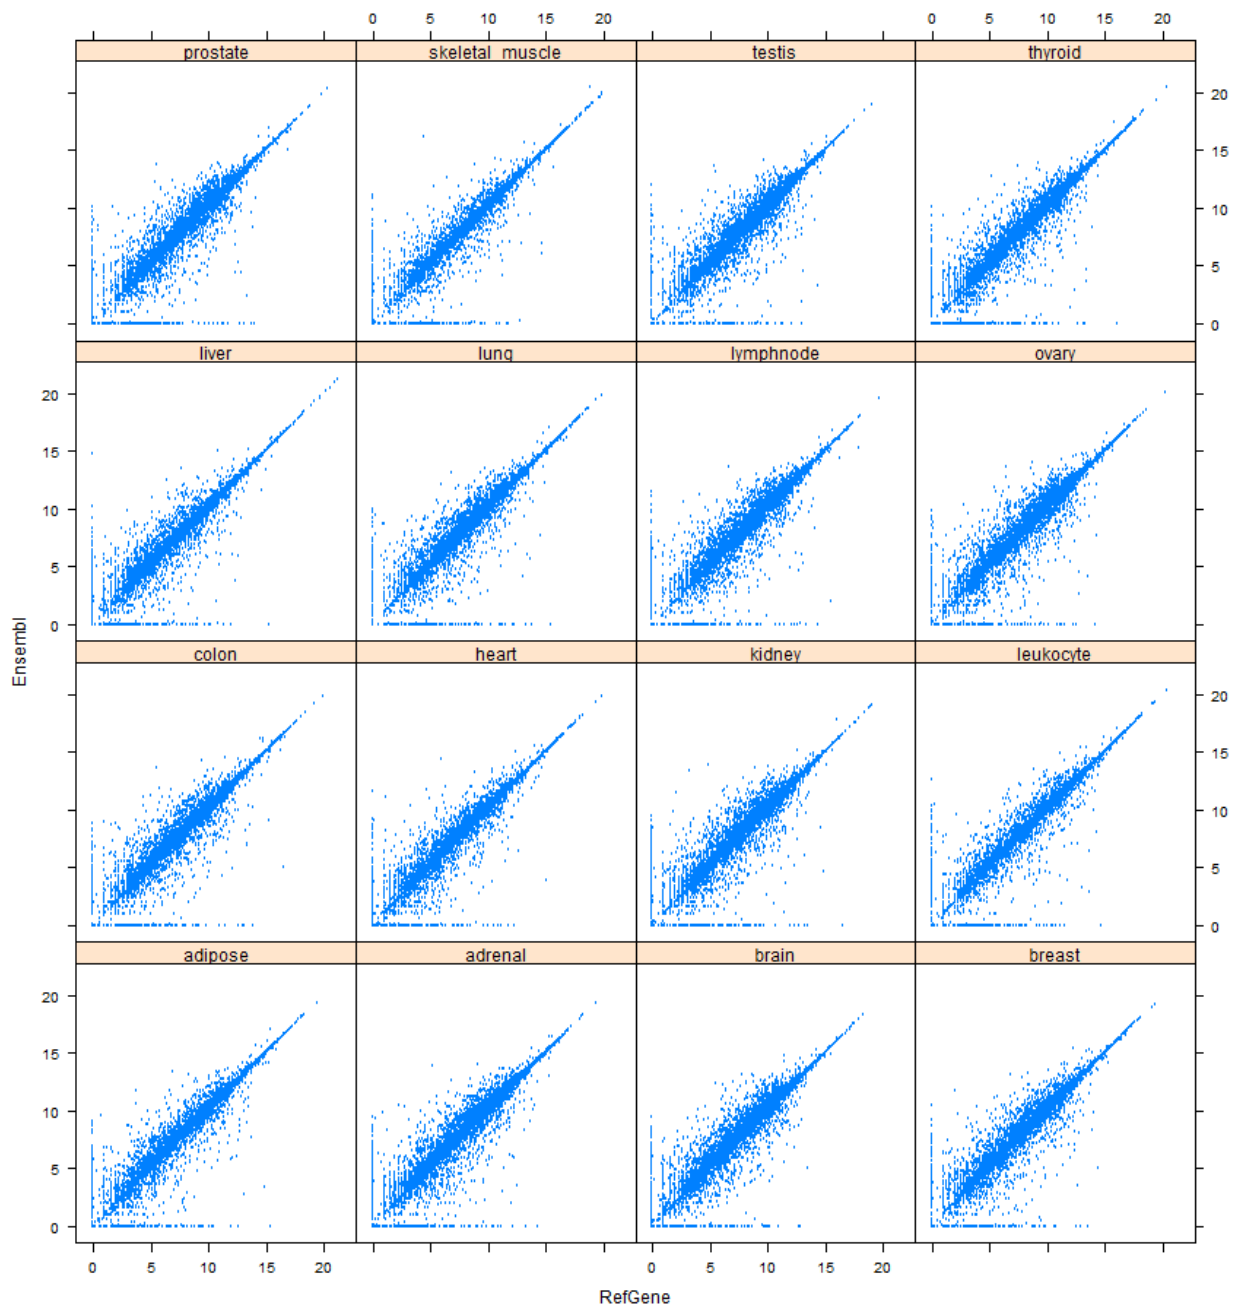 0 5 10 15 20 0 5 10 15 20
prostate skeletal muscle testis thyroid
20
15
10
5
0
liver lung lymphnode ovary
20
15
10
5
0
Ensembl
colon heart kidney leukocyte
20
15
10
5
0
adipose adrenal brain breast
20
15
10
5
0
0 5 10 15 20 0 5 10 15 20
RefGene